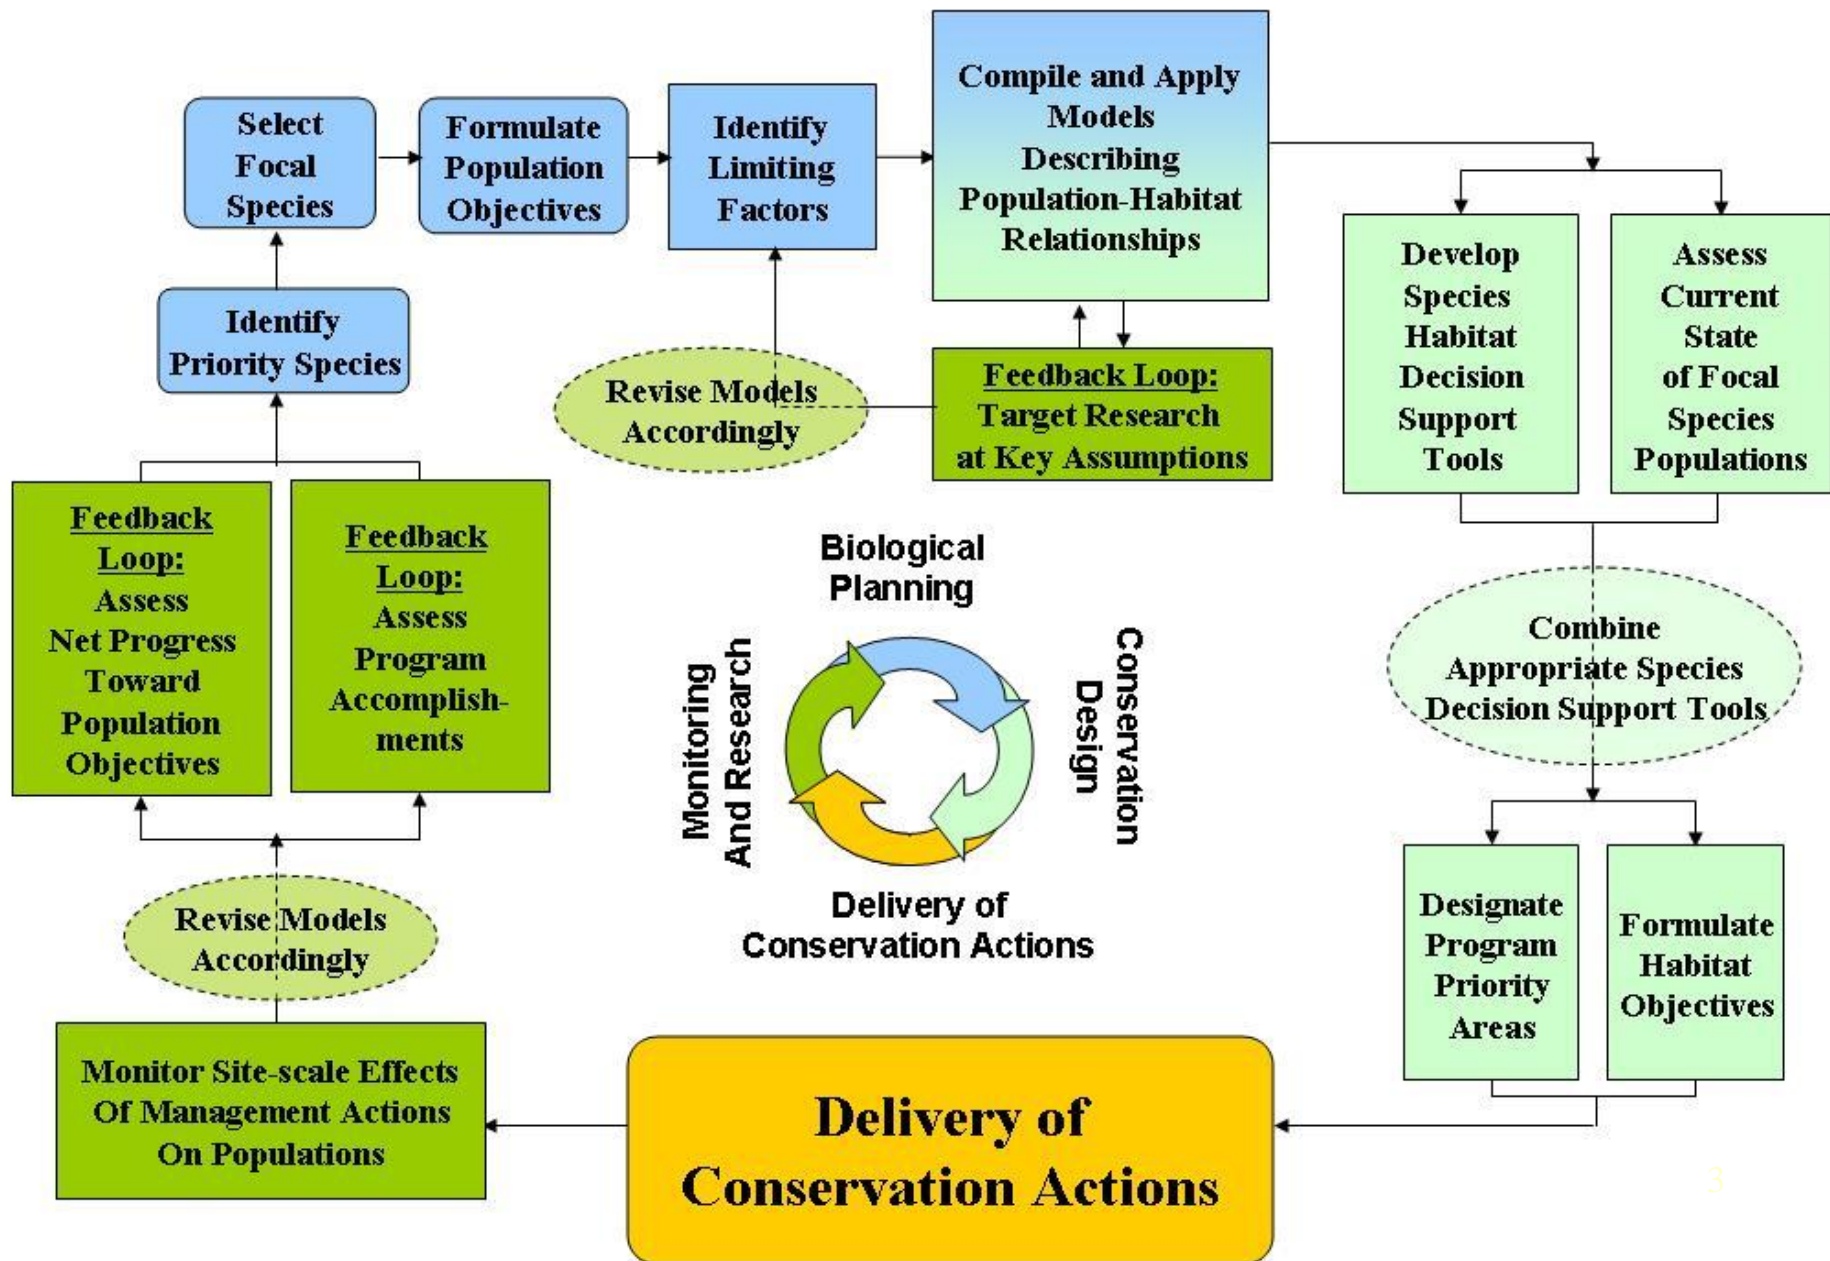 Select
Focal
Species
Formulate
Population
Objectives
Identify
Limiting
Factors
Compile and Apply
Models
Describing
Population-Habitat
Relationships
Develop
Species
Habitat
Decision
Support
Tools
Assess
Current
State
of Focal
Species
Populations
Identify
Priority Species
Revise Models
Accordingly
Feedback Loop:
Target Research
at Key Assumptions
Feedback
Loop:
Assess
Net Progress
Toward
Population
Objectives
Feedback
Loop:
Assess
Program
Accomplish-
ments
Biological
Planning
Conservation
Design
Monitoring
And Research
Delivery of
Conservation Actions
Combine
Appropriate Species
Decision Support Tools
Designate
Program
Priority
Areas
Formulate
Habitat
Objectives
Revise Models
Accordingly
Monitor Site-scale Effects
Of Management Actions
On Populations
Delivery of
Conservation Actions
3